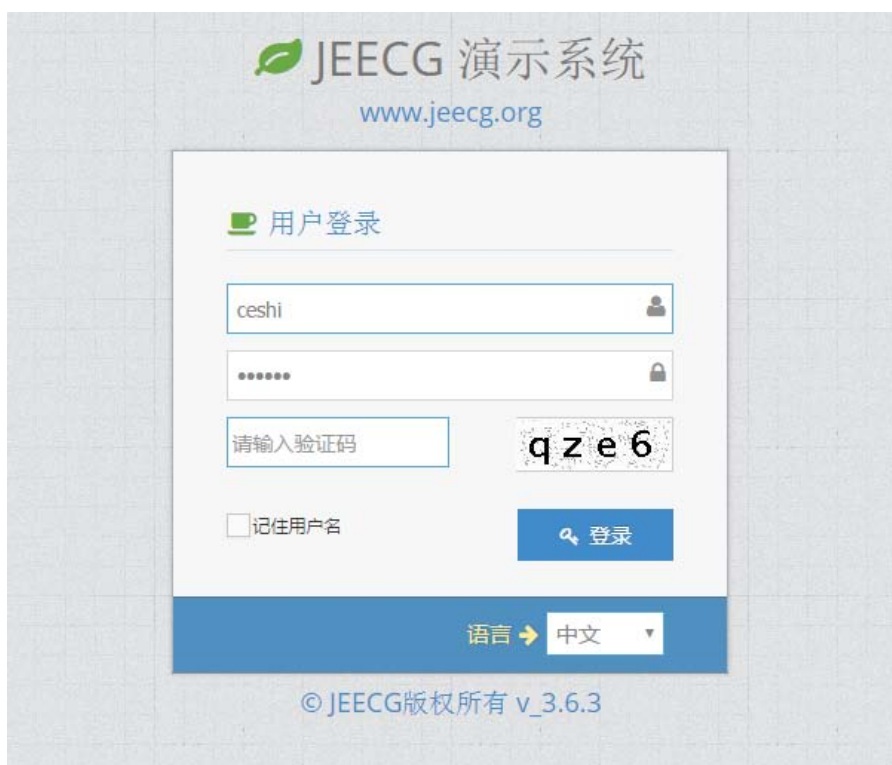 JEECG 演示系统
www.jeecg.org
用户登录
ceshi
••••••
请输入验证码
qze6
记住用户名
登录
语言
中文
© JEECG版权所有 v_3.6.3